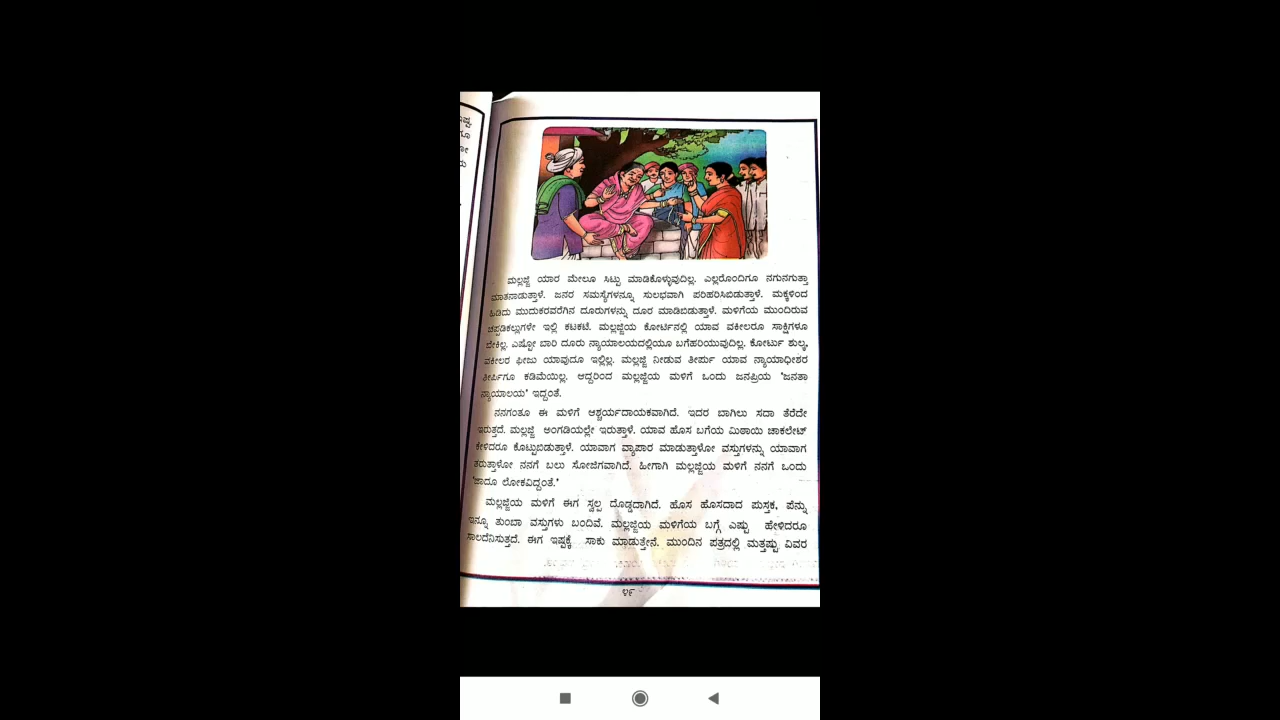 ಮಲ್ಲಜ್ಜಿ ಯಾರ ಮೇಲೂ ಸಿಟ್ಟು ಮಾಡಿಕೊಳ್ಳುವುದಿಲ್ಲ. ಎಲ್ಲರೊಂದಿಗೂ ನಗುನಗುತ್ತಾ
ಮಾತನಾಡುತ್ತಾಳೆ. ಜನರ ಸಮಸ್ಯೆಗಳನ್ನೂ ಸುಲಭವಾಗಿ ಪರಿಹರಿಸಿಬಿಡುತ್ತಾಳೆ. ಮಕ್ಕಳಿಂದ
ಹಿಡಿದು ಮುದುಕರವರೆಗಿನ ದೂರುಗಳನ್ನು ದೂರ ಮಾಡಿಬಿಡುತ್ತಾಳೆ. ಮಳಿಗೆಯ ಮುಂದಿರುವ
ಚಪ್ಪಡಿಕಲ್ಲುಗಳೇ ಇಲ್ಲಿ ಕಟಕಟೆ. ಮಲ್ಲಜ್ಜಿಯ ಕೋರ್ಟಿನಲ್ಲಿ ಯಾವ ವಕೀಲರೂ ಸಾಕ್ಷಿಗಳೂ
ಬೇಕಿಲ್ಲ. ಎಷ್ಟೋ ಬಾರಿ ದೂರು ನ್ಯಾಯಾಲಯದಲ್ಲಿಯೂ ಬಗೆಹರಿಯುವುದಿಲ್ಲ. ಕೋರ್ಟು ಶುಲ್ಕ,
ವಕೀಲರ ಫೀಜು ಯಾವುದೂ ಇಲ್ಲಿಲ್ಲ. ಮಲ್ಲಜ್ಜಿ ನೀಡುವ ತೀರ್ಪು ಯಾವ ನ್ಯಾಯಾಧೀಶರ
ತೀರ್ಪಿಗೂ ಕಡಿಮೆಯಿಲ್ಲ. ಆದ್ದರಿಂದ ಮಲ್ಲಜ್ಜಿಯ ಮಳಿಗೆ ಒಂದು ಜನಪ್ರಿಯ 'ಜನತಾ
ನ್ಯಾಯಾಲಯ' ಇದ್ದಂತೆ.
ನನಗಂತೂ ಈ ಮಳಿಗೆ ಆಶ್ಚರ್ಯದಾಯಕವಾಗಿದೆ. ಇದರ ಬಾಗಿಲು ಸದಾ ತೆರೆದೇ
ಇರುತ್ತದೆ. ಮಲ್ಲಜ್ಜಿ ಅಂಗಡಿಯಲ್ಲೇ ಇರುತ್ತಾಳೆ. ಯಾವ ಹೊಸ ಬಗೆಯ ಮಿಠಾಯಿ ಚಾಕಲೇಟ್
ಕೇಳಿದರೂ ಕೊಟ್ಟುಬಿಡುತ್ತಾಳೆ. ಯಾವಾಗ ವ್ಯಾಪಾರ ಮಾಡುತ್ತಾಳೋ ವಸ್ತುಗಳನ್ನು ಯಾವಾಗ
ತರುತ್ತಾಳೋ ನನಗೆ ಬಲು ಸೋಜಿಗವಾಗಿದೆ. ಹೀಗಾಗಿ ಮಲ್ಲಜ್ಜಿಯ ಮಳಿಗೆ ನನಗೆ ಒಂದು
'ಜಾದೂ ಲೋಕವಿದ್ದಂತೆ.'
ಮಲ್ಲಜ್ಜಿಯ ಮಳಿಗೆ ಈಗ ಸ್ವಲ್ಪ ದೊಡ್ಡದಾಗಿದೆ. ಹೊಸ ಹೊಸದಾದ ಪುಸ್ತಕ, ಪೆನ್ನು
ಇನ್ನೂ ತುಂಬಾ ವಸ್ತುಗಳು ಬಂದಿವೆ. ಮಲ್ಲಜ್ಜಿಯ ಮಳಿಗೆಯ ಬಗ್ಗೆ ಎಷ್ಟು ಹೇಳಿದರೂ
ಸಾಲದೆನಿಸುತ್ತದೆ. ಈಗ ಇಷ್ಟಕ್ಕೆ ಸಾಕು ಮಾಡುತ್ತೇನೆ. ಮುಂದಿನ ಪತ್ರದಲ್ಲಿ ಮತ್ತಷ್ಟು ವಿವರ
೪೯